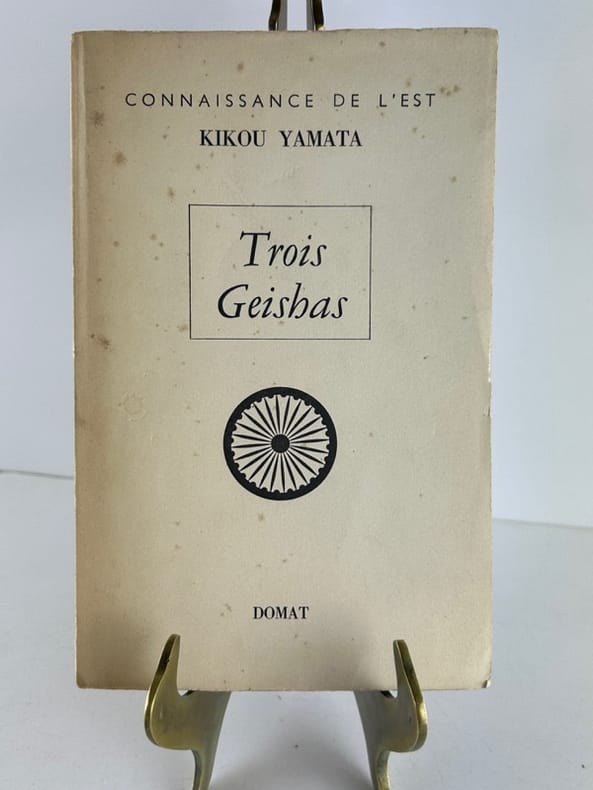 CONNAISSANCE DE L'EST
KIKOU YAMATA
Trois
Geishas
DOMAT